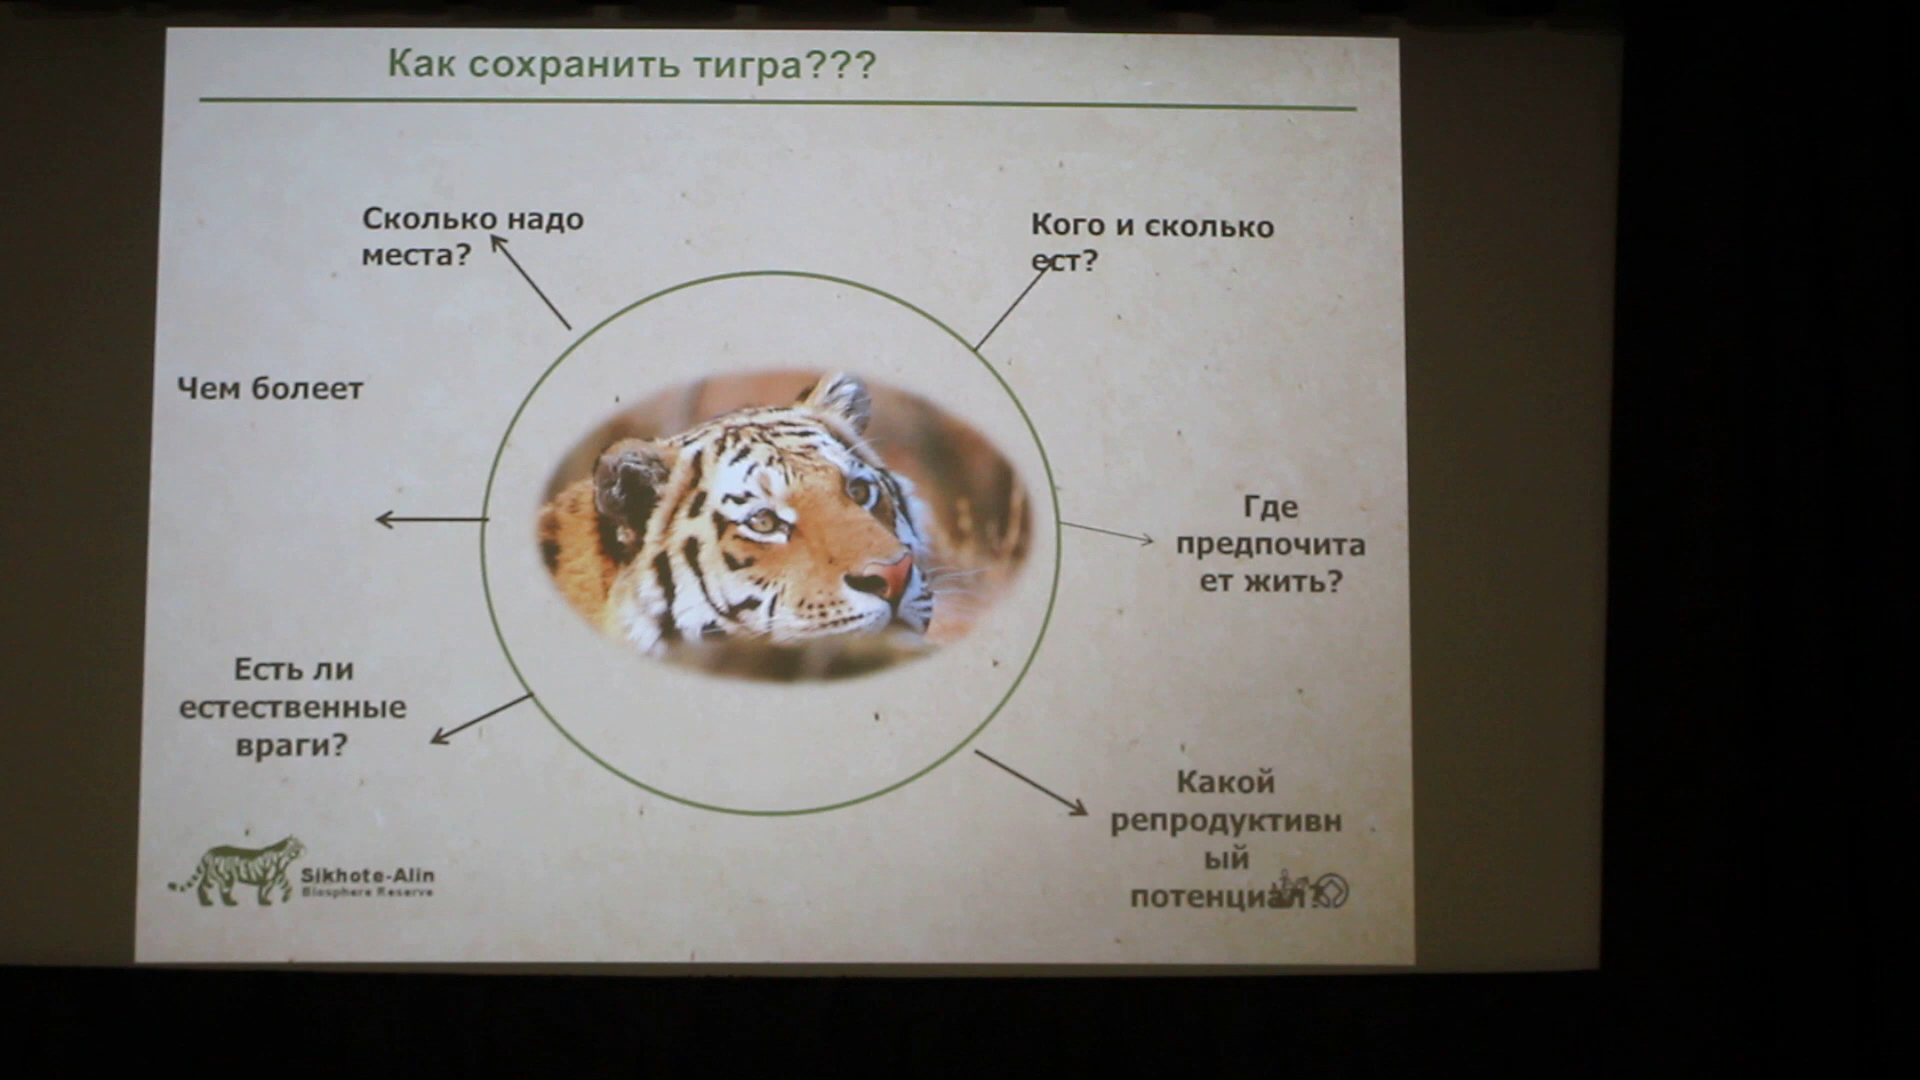 Как сохранить тигра???
Сколько надо
места?
Кого и сколько
ест?
Чем болеет
Где
предпочита
ет жить?
Есть ли
естественные
враги?
Какой
репродуктивн
ый
потенциал?
Sikhote-Alin
Biosphere Reserve